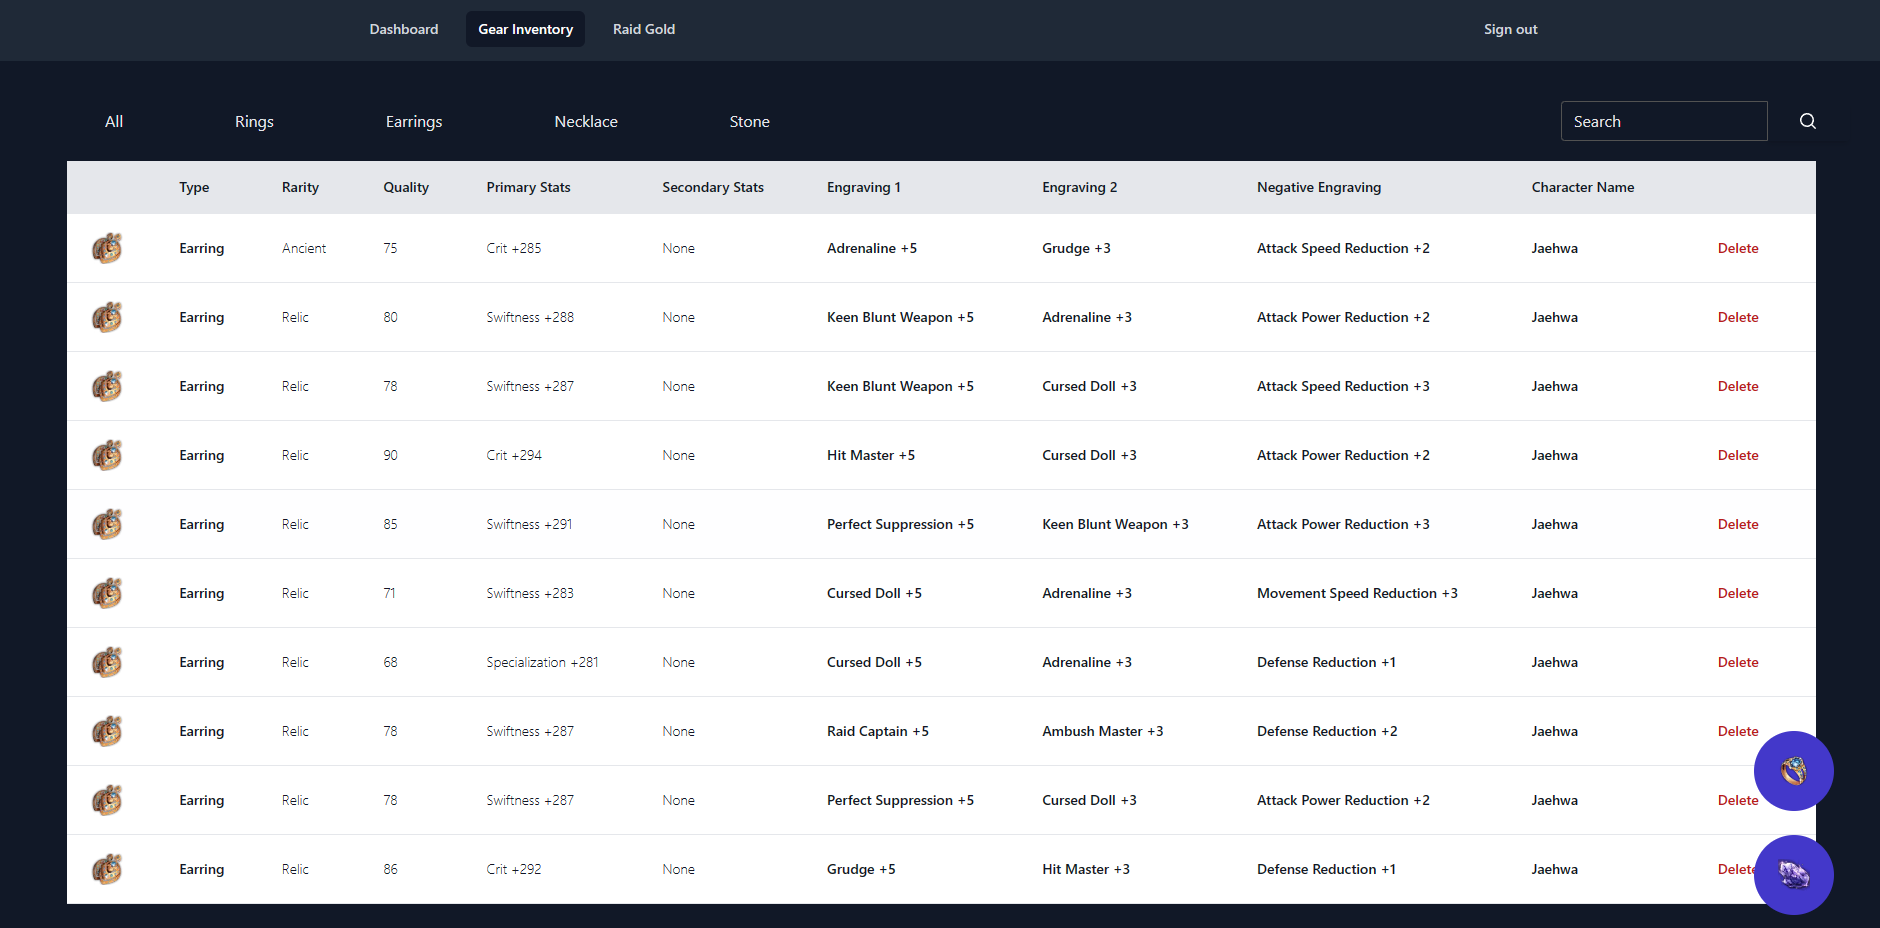 Dashboard Gear Inventory Raid Gold Sign out
All Rings Earrings Necklace Stone Search
Type Rarity Quality Primary Stats Secondary Stats Engraving 1 Engraving 2 Negative Engraving Character Name
Earring Ancient 75 Crit +285 None Adrenaline +5 Grudge +3 Attack Speed Reduction +2 Jaehwa Delete
Earring Relic 80 Swiftness +288 None Keen Blunt Weapon +5 Adrenaline +3 Attack Power Reduction +2 Jaehwa Delete
Earring Relic 78 Swiftness +287 None Keen Blunt Weapon +5 Cursed Doll +3 Attack Speed Reduction +3 Jaehwa Delete
Earring Relic 90 Crit +294 None Hit Master +5 Cursed Doll +3 Attack Power Reduction +2 Jaehwa Delete
Earring Relic 85 Swiftness +291 None Perfect Suppression +5 Keen Blunt Weapon +3 Attack Power Reduction +3 Jaehwa Delete
Earring Relic 71 Swiftness +283 None Cursed Doll +5 Adrenaline +3 Movement Speed Reduction +3 Jaehwa Delete
Earring Relic 68 Specialization +281 None Cursed Doll +5 Adrenaline +3 Defense Reduction +1 Jaehwa Delete
Earring Relic 78 Swiftness +287 None Raid Captain +5 Ambush Master +3 Defense Reduction +2 Jaehwa Delete
Earring Relic 78 Swiftness +287 None Perfect Suppression +5 Cursed Doll +3 Attack Power Reduction +2 Jaehwa Delete
Earring Relic 86 Crit +292 None Grudge +5 Hit Master +3 Defense Reduction +1 Jaehwa Delete